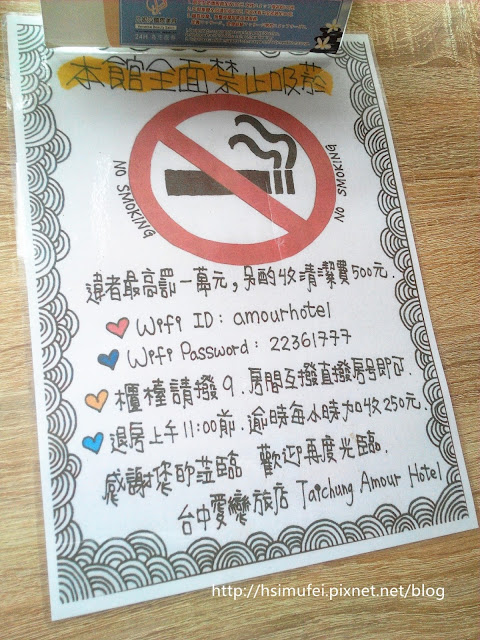 本館全面禁止吸菸
NO SMOKING
NO SMOKING
違者最高罰一萬元，另酌收清潔費500元.
Wifi ID: amourhotel
Wifi Password: 22361777
櫃檯請撥9. 房間互撥直撥房號即可.
退房上午11:00前. 逾時每小時加收250元.
感謝您的蒞臨 歡迎再度光臨.
台中愛戀旅店 Taichung Amour Hotel
http://hsimufei.pixnet.net/blog